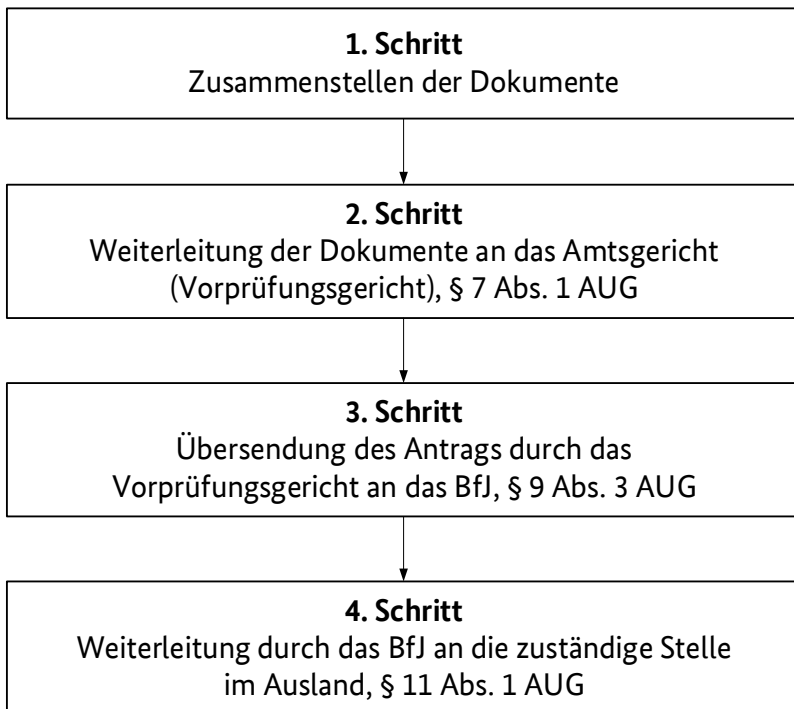 1. Schritt
Zusammenstellen der Dokumente
2. Schritt
Weiterleitung der Dokumente an das Amtsgericht
(Vorprüfungsgericht), § 7 Abs. 1 AUG
3. Schritt
Übersendung des Antrags durch das
Vorprüfungsgericht an das BfJ, § 9 Abs. 3 AUG
4. Schritt
Weiterleitung durch das BfJ an die zuständige Stelle
im Ausland, § 11 Abs. 1 AUG